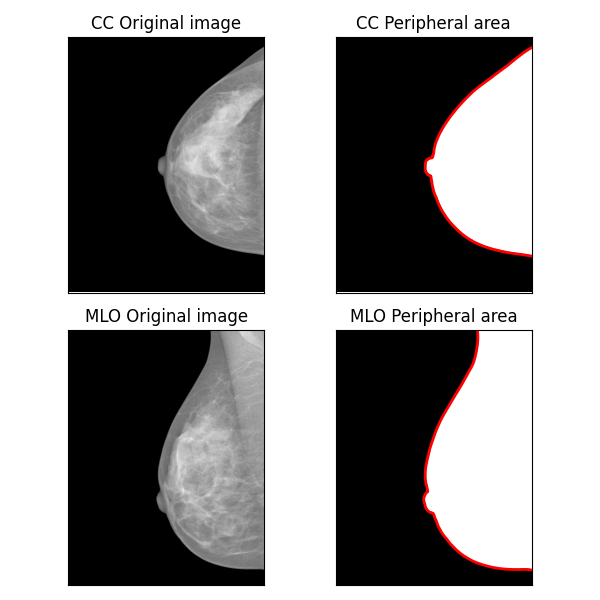 CC Original image
CC Peripheral area
MLO Original image
MLO Peripheral area